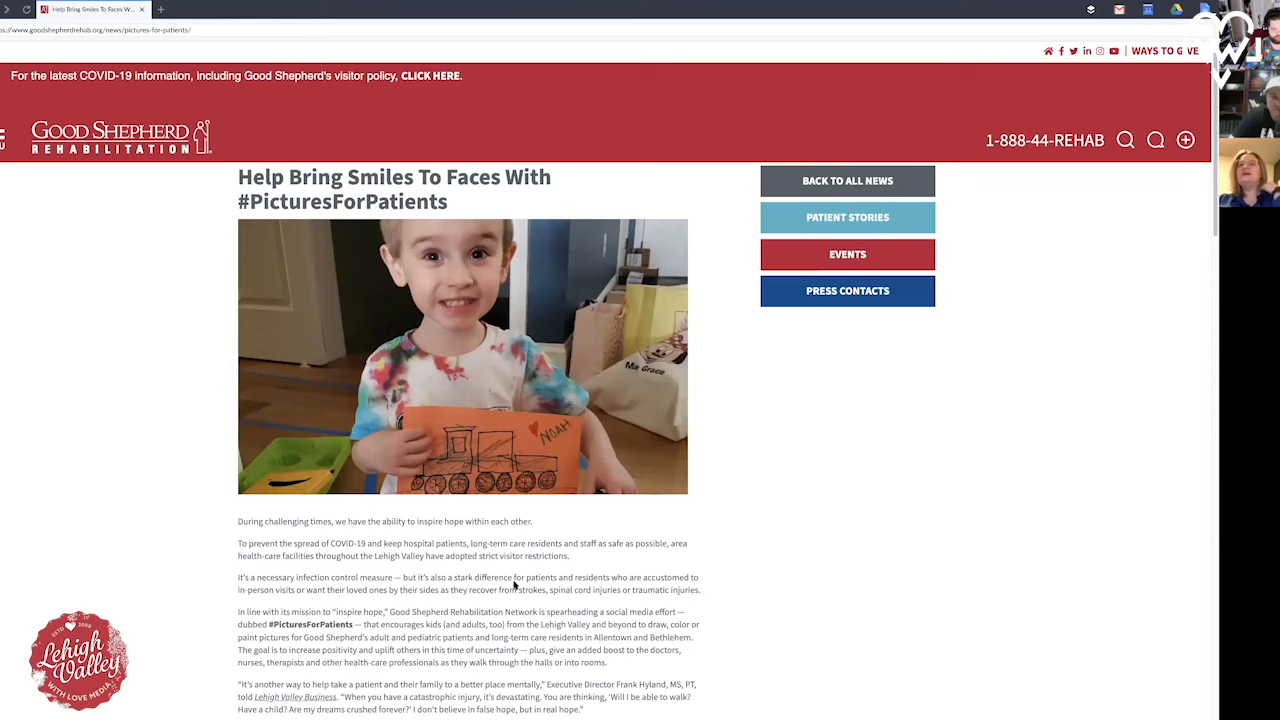 Help Bring Smiles To Faces W...
s://www.goodshepherdrehab.org/news/pictures-for-patients/
WAYS TO G VE
For the latest COVID-19 information, including Good Shepherd's visitor policy, CLICK HERE.
GOOD SHEPHERD
REHABILITATION
1-888-44-REHAB
Help Bring Smiles To Faces With
#PicturesForPatients
BACK TO ALL NEWS
PATIENT STORIES
EVENTS
PRESS CONTACTS
Ma Grace
NOAH
During challenging times, we have the ability to inspire hope within each other.
To prevent the spread of COVID-19 and keep hospital patients, long-term care residents and staff as safe as possible, area
health-care facilities throughout the Lehigh Valley have adopted strict visitor restrictions.
It's a necessary infection control measure — but it's also a stark difference for patients and residents who are accustomed to
in-person visits or want their loved ones by their sides as they recover from strokes, spinal cord injuries or traumatic injuries.
In line with its mission to "inspire hope," Good Shepherd Rehabilitation Network is spearheading a social media effort —
dubbed #PicturesForPatients — that encourages kids (and adults, too) from the Lehigh Valley and beyond to draw, color or
paint pictures for Good Shepherd's adult and pediatric patients and long-term care residents in Allentown and Bethlehem.
The goal is to increase positivity and uplift others in this time of uncertainty — plus, give an added boost to the doctors,
nurses, therapists and other health-care professionals as they walk through the halls or into rooms.
"It's another way to help take a patient and their family to a better place mentally," Executive Director Frank Hyland, MS, PT,
told Lehigh Valley Business. "When you have a catastrophic injury, it's devastating. You are thinking, 'Will I be able to walk?
Have a child? Are my dreams crushed forever?' I don't believe in false hope, but in real hope."
ESTD 2008
Lehigh
Valley
WITH LOVE MEDIA